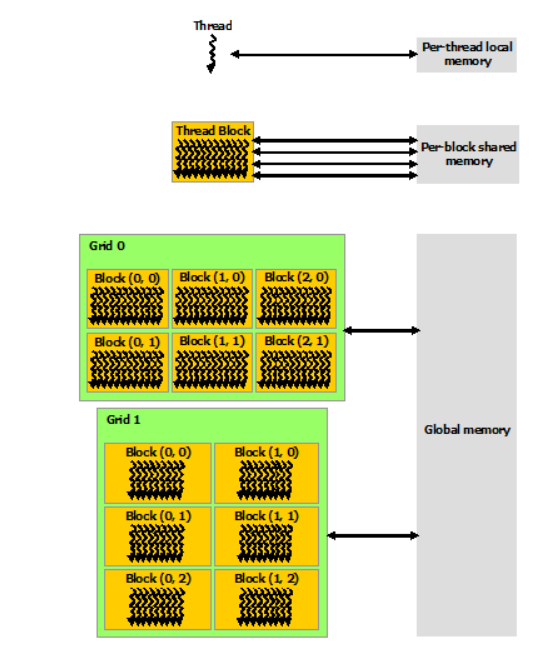 Thread
Per-thread local
memory
Thread Block
Per-block shared
memory
Grid 0
Block (0, 0) Block (1, 0) Block (2, 0)
Block (0, 1) Block (1, 1) Block (2, 1)
Grid 1
Global memory
Block (0, 0) Block (1, 0)
Block (0, 1) Block (1, 1)
Block (0, 2) Block (1, 2)